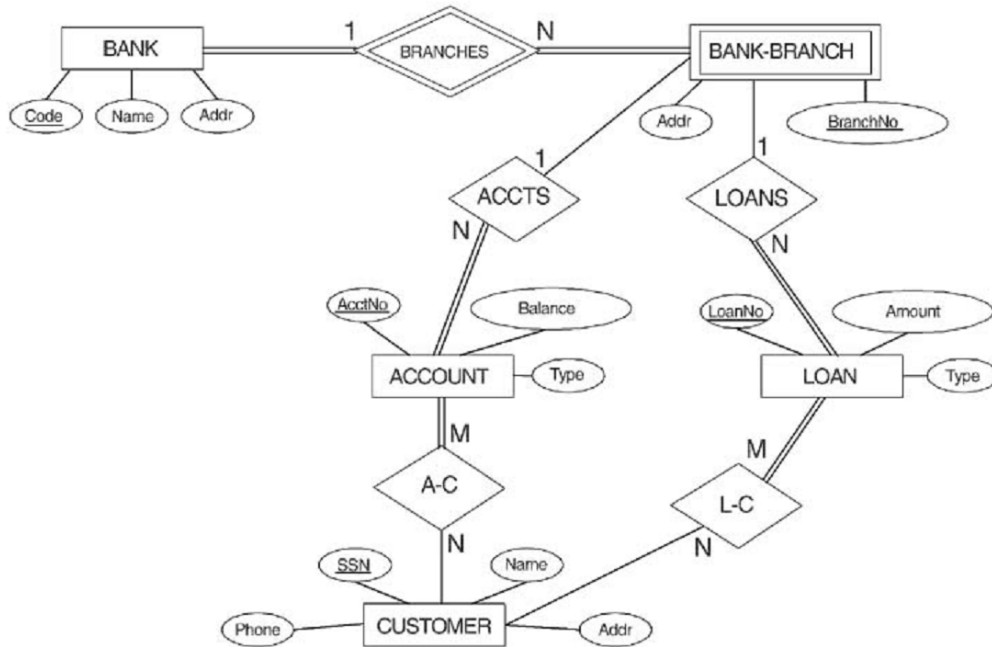 BANK
1
BRANCHES
N
BANK-BRANCH
Code
Name
Addr
Addr
BranchNo
1
ACCTS
N
1
LOANS
N
AcctNo
Balance
LoanNo
Amount
ACCOUNT
Type
LOAN
Type
M
A-C
N
M
L-C
N
SSN
Name
Phone
CUSTOMER
Addr